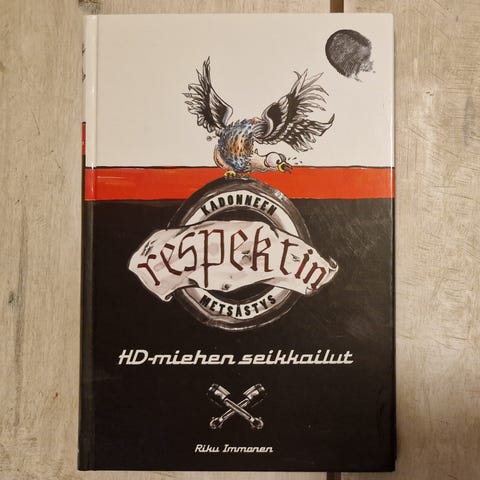 KADONNEEN
respektin
METSÄSTYS
HD-miehen seikkailut
Riku Immonen